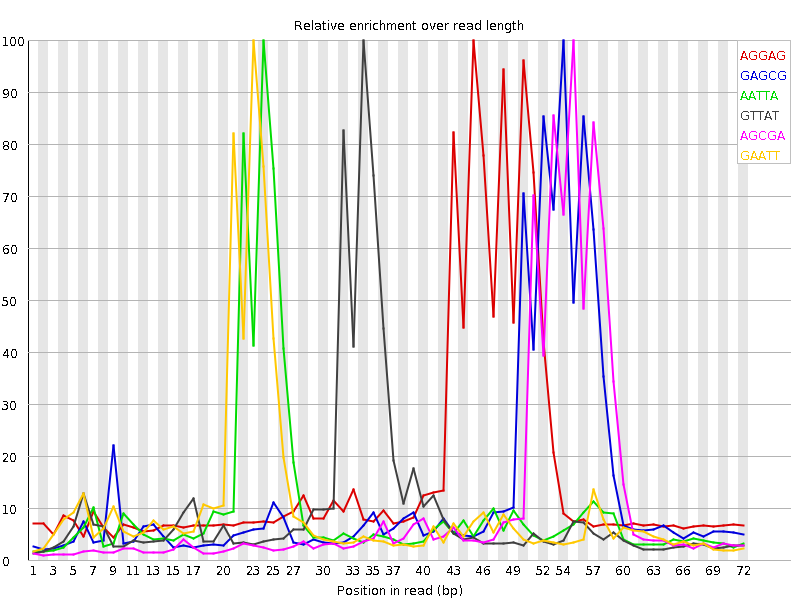 Relative enrichment over read length
100
90
80
70
60
50
40
30
20
10
0
AGGAG
GAGCG
AATTA
GTTAT
AGCGA
GAATT
1 3 5 7 9 11 13 15 17 20 23 25 27 30 33 35 37 40 43 46 49 52 54 57 60 63 66 69 72
Position in read (bp)